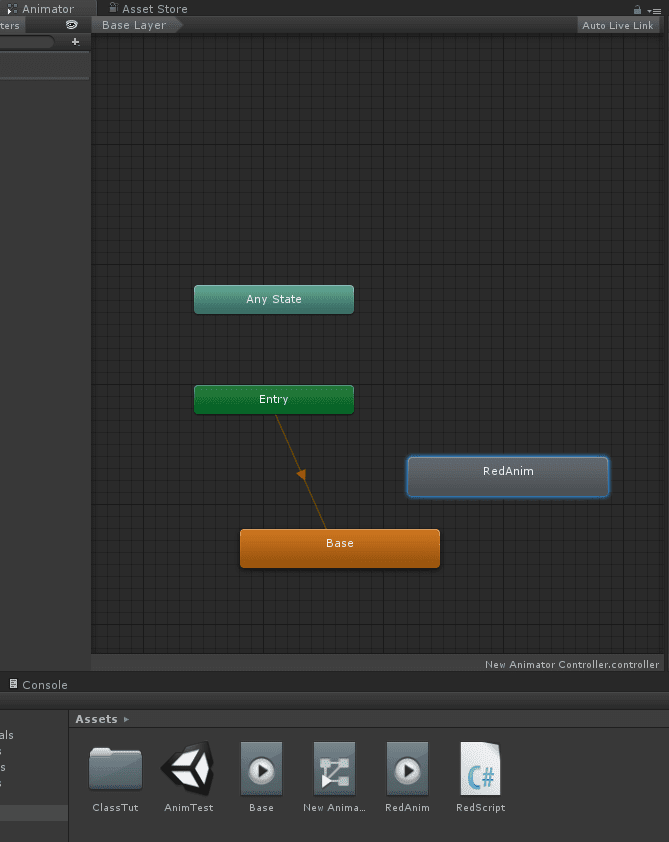 Animator
Asset Store
ters
Base Layer
Auto Live Link
Any State
Entry
RedAnim
Base
New Animator Controller.controller
Console
Assets
als
s
s
s
ClassTut
AnimTest
Base
New Anima...
RedAnim
C#
RedScript